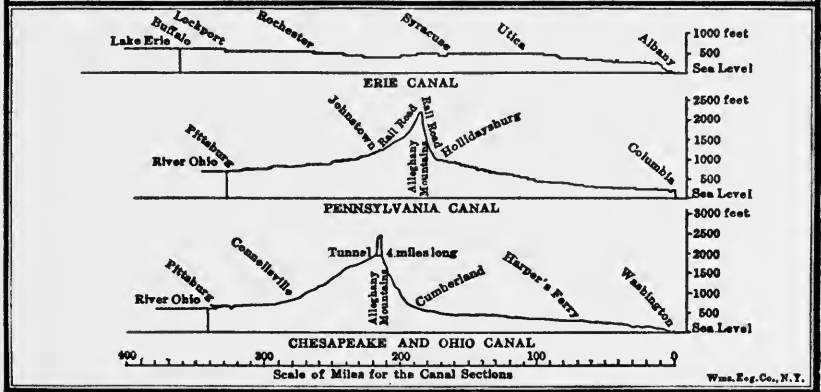 Lake Erie Buffalo Lockport Rochester Syracuse Utica Albany
1000 feet
500
Sea Level
ERIE CANAL
River Ohio Pittsburg Johnstown Rail Road Alleghany Mountains Rail Road Hollidaysburg Columbia
2500 feet
2000
1500
1000
500
Sea Level
PENNSYLVANIA CANAL
River Ohio Pittsburg Connellsville Tunnel 4 miles long Alleghany Mountains Cumberland Harper's Ferry Washington
3000 feet
2500
2000
1500
1000
500
Sea Level
CHESAPEAKE AND OHIO CANAL
400 300 200 100 0
Scale of Miles for the Canal Sections
Wms. Eng. Co., N.Y.